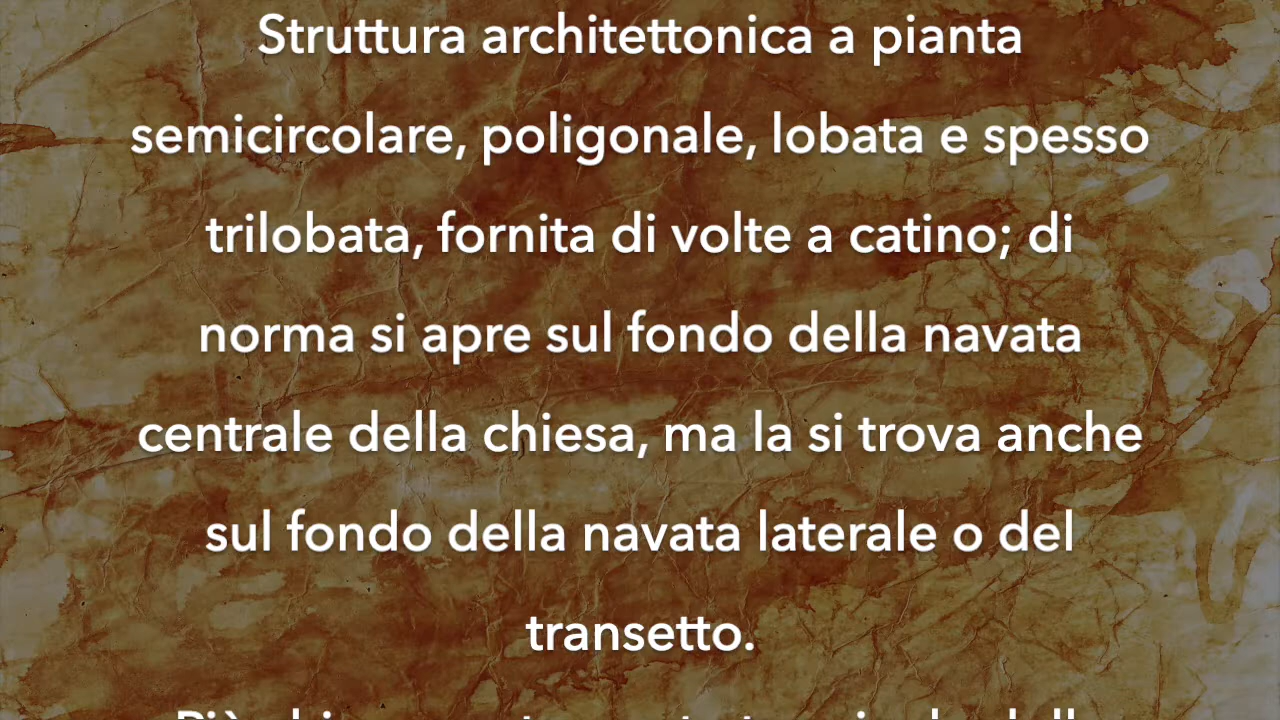 Struttura architettonica a pianta
semicircolare, poligonale, lobata e spesso
trilobata, fornita di volte a catino; di
norma si apre sul fondo della navata
centrale della chiesa, ma la si trova anche
sul fondo della navata laterale o del
transetto.